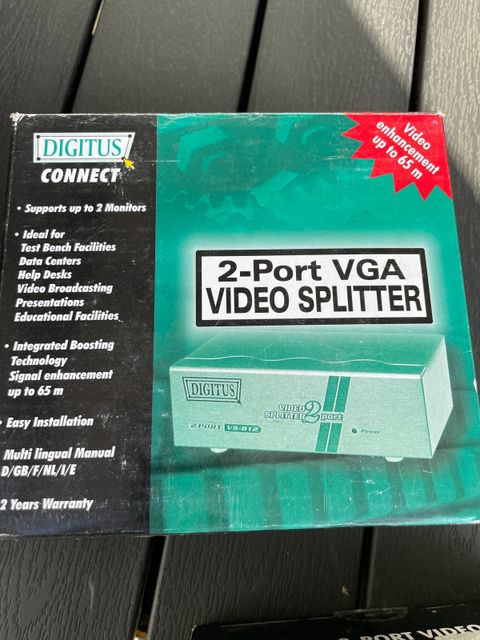 DIGITUS
CONNECT
• Supports up to 2 Monitors
• Ideal for
Test Bench Facilities
Data Centers
Help Desks
Video Broadcasting
Presentations
Educational Facilities
• Integrated Boosting
Technology
Signal enhancement
up to 65 m
Easy Installation
Multi lingual Manual
D/GB/F/NL/I/E
2 Years Warranty
Video
enhancement
up to 65 m
2-Port VGA
VIDEO SPLITTER
DIGITUS
VIDEO
SPLITTER 2 port
2 PORT VS-812
Power
PORT VIDEO